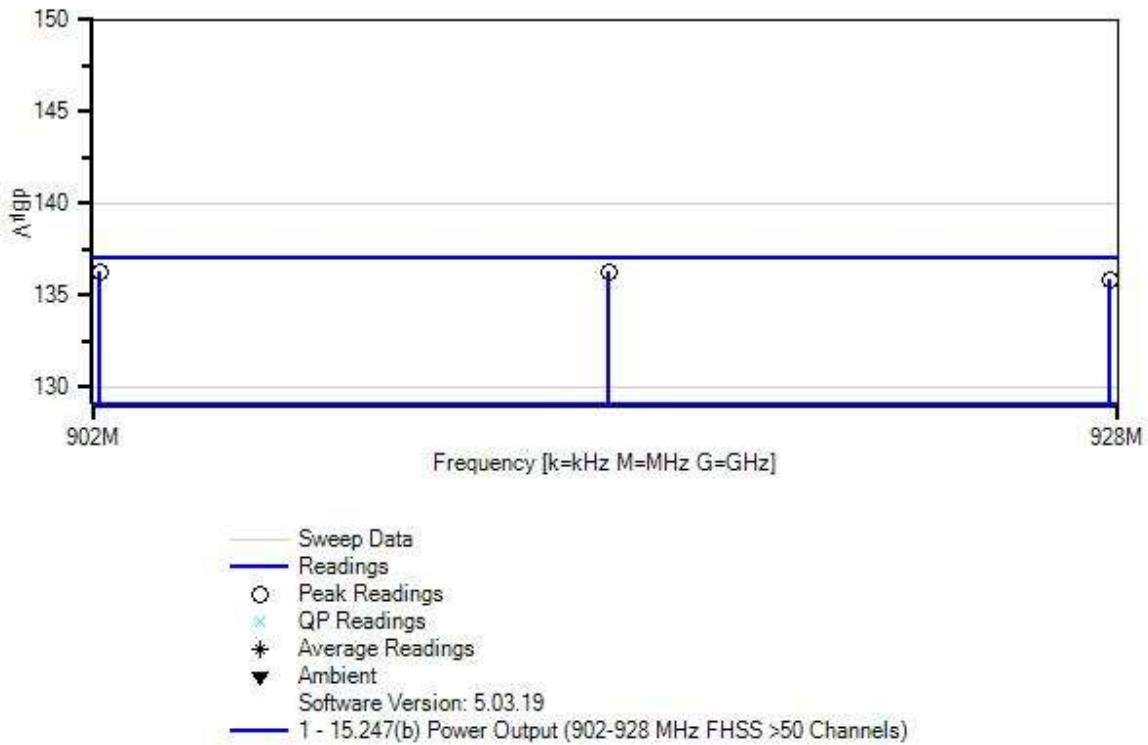 150
145
140
135
130
dBµV
902M
928M
Frequency [k=kHz M=MHz G=GHz]
Sweep Data
Readings
Peak Readings
QP Readings
Average Readings
Ambient
Software Version: 5.03.19
1 - 15.247(b) Power Output (902-928 MHz FHSS >50 Channels)